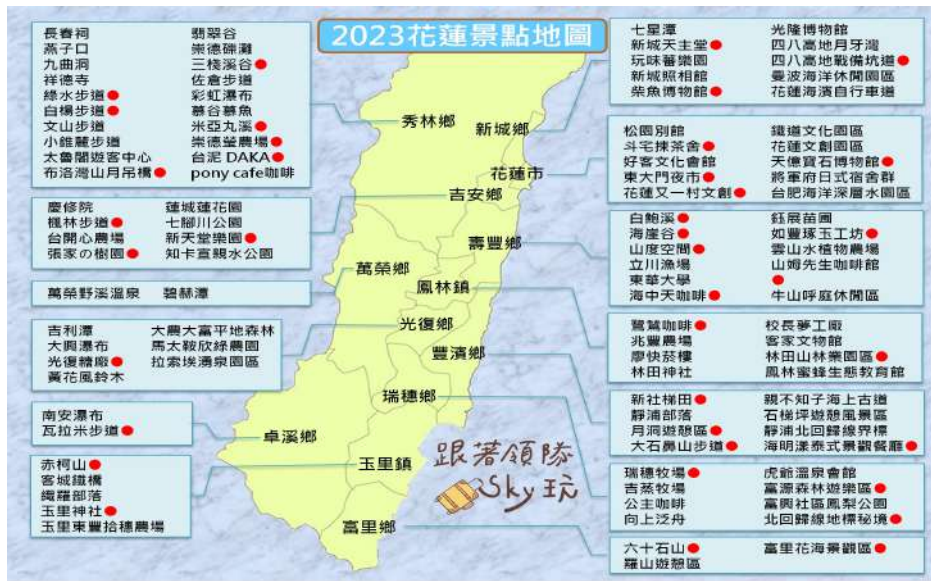 2023花蓮景點地圖
長春祠 翡翠谷
燕子口 崇德礫灘
九曲洞 三棧溪谷
祥德寺 佐倉步道
綠水步道 彩虹瀑布
白楊步道 慕谷慕魚
文山步道 米亞丸溪
小錐麓步道 崇德瑩農場
太魯閣遊客中心 台泥 DAKA
布洛灣山月吊橋 pony cafe咖啡
慶修院 蓮城蓮花園
楓林步道 七腳川公園
台開心農場 新天堂樂園
張家の樹園 知卡宣親水公園
萬榮野溪溫泉 碧赫潭
吉利潭 大農大富平地森林
大興瀑布 馬太鞍欣綠農園
光復糖廠 拉索埃湧泉園區
黃花風鈴木
南安瀑布
瓦拉米步道
赤柯山
客城鐵橋
織羅部落
玉里神社
玉里東豐拾穗農場
秀林鄉
新城鄉
花蓮市
吉安鄉
壽豐鄉
萬榮鄉
鳳林鎮
光復鄉
豐濱鄉
瑞穗鄉
卓溪鄉
玉里鎮
富里鄉
跟著領隊
Sky玩
七星潭 光隆博物館
新城天主堂 四八高地月牙灣
玩味蕃樂園 四八高地戰備坑道
新城照相館 曼波海洋休閒園區
柴魚博物館 花蓮海濱自行車道
松園別館 鐵道文化園區
斗宅揀茶舍 花蓮文創園區
好客文化會館 天億寶石博物館
東大門夜市 將軍府日式宿舍群
花蓮又一村文創 台肥海洋深層水園區
白鮑溪 鈺展苗圃
海崖谷 如豐琢玉工坊
山度空間 雲山水植物農場
立川漁場 山姆先生咖啡館
東華大學
海中天咖啡 牛山呼庭休閒區
鷺鷥咖啡 校長夢工廠
兆豐農場 客家文物館
廖快菸樓 林田山林業園區
林田神社 鳳林蜜蜂生態教育館
新社梯田 親不知子海上古道
靜浦部落 石梯坪遊憩風景區
月洞遊憩區 靜浦北回歸線界標
大石鼻山步道 海明漾泰式景觀餐廳
瑞穗牧場 虎爺溫泉會館
吉蒸牧場 富源森林遊樂區
公主咖啡 富興社區鳳梨公園
向上泛舟 北回歸線地標秘境
六十石山 富里花海景觀區
羅山遊憩區